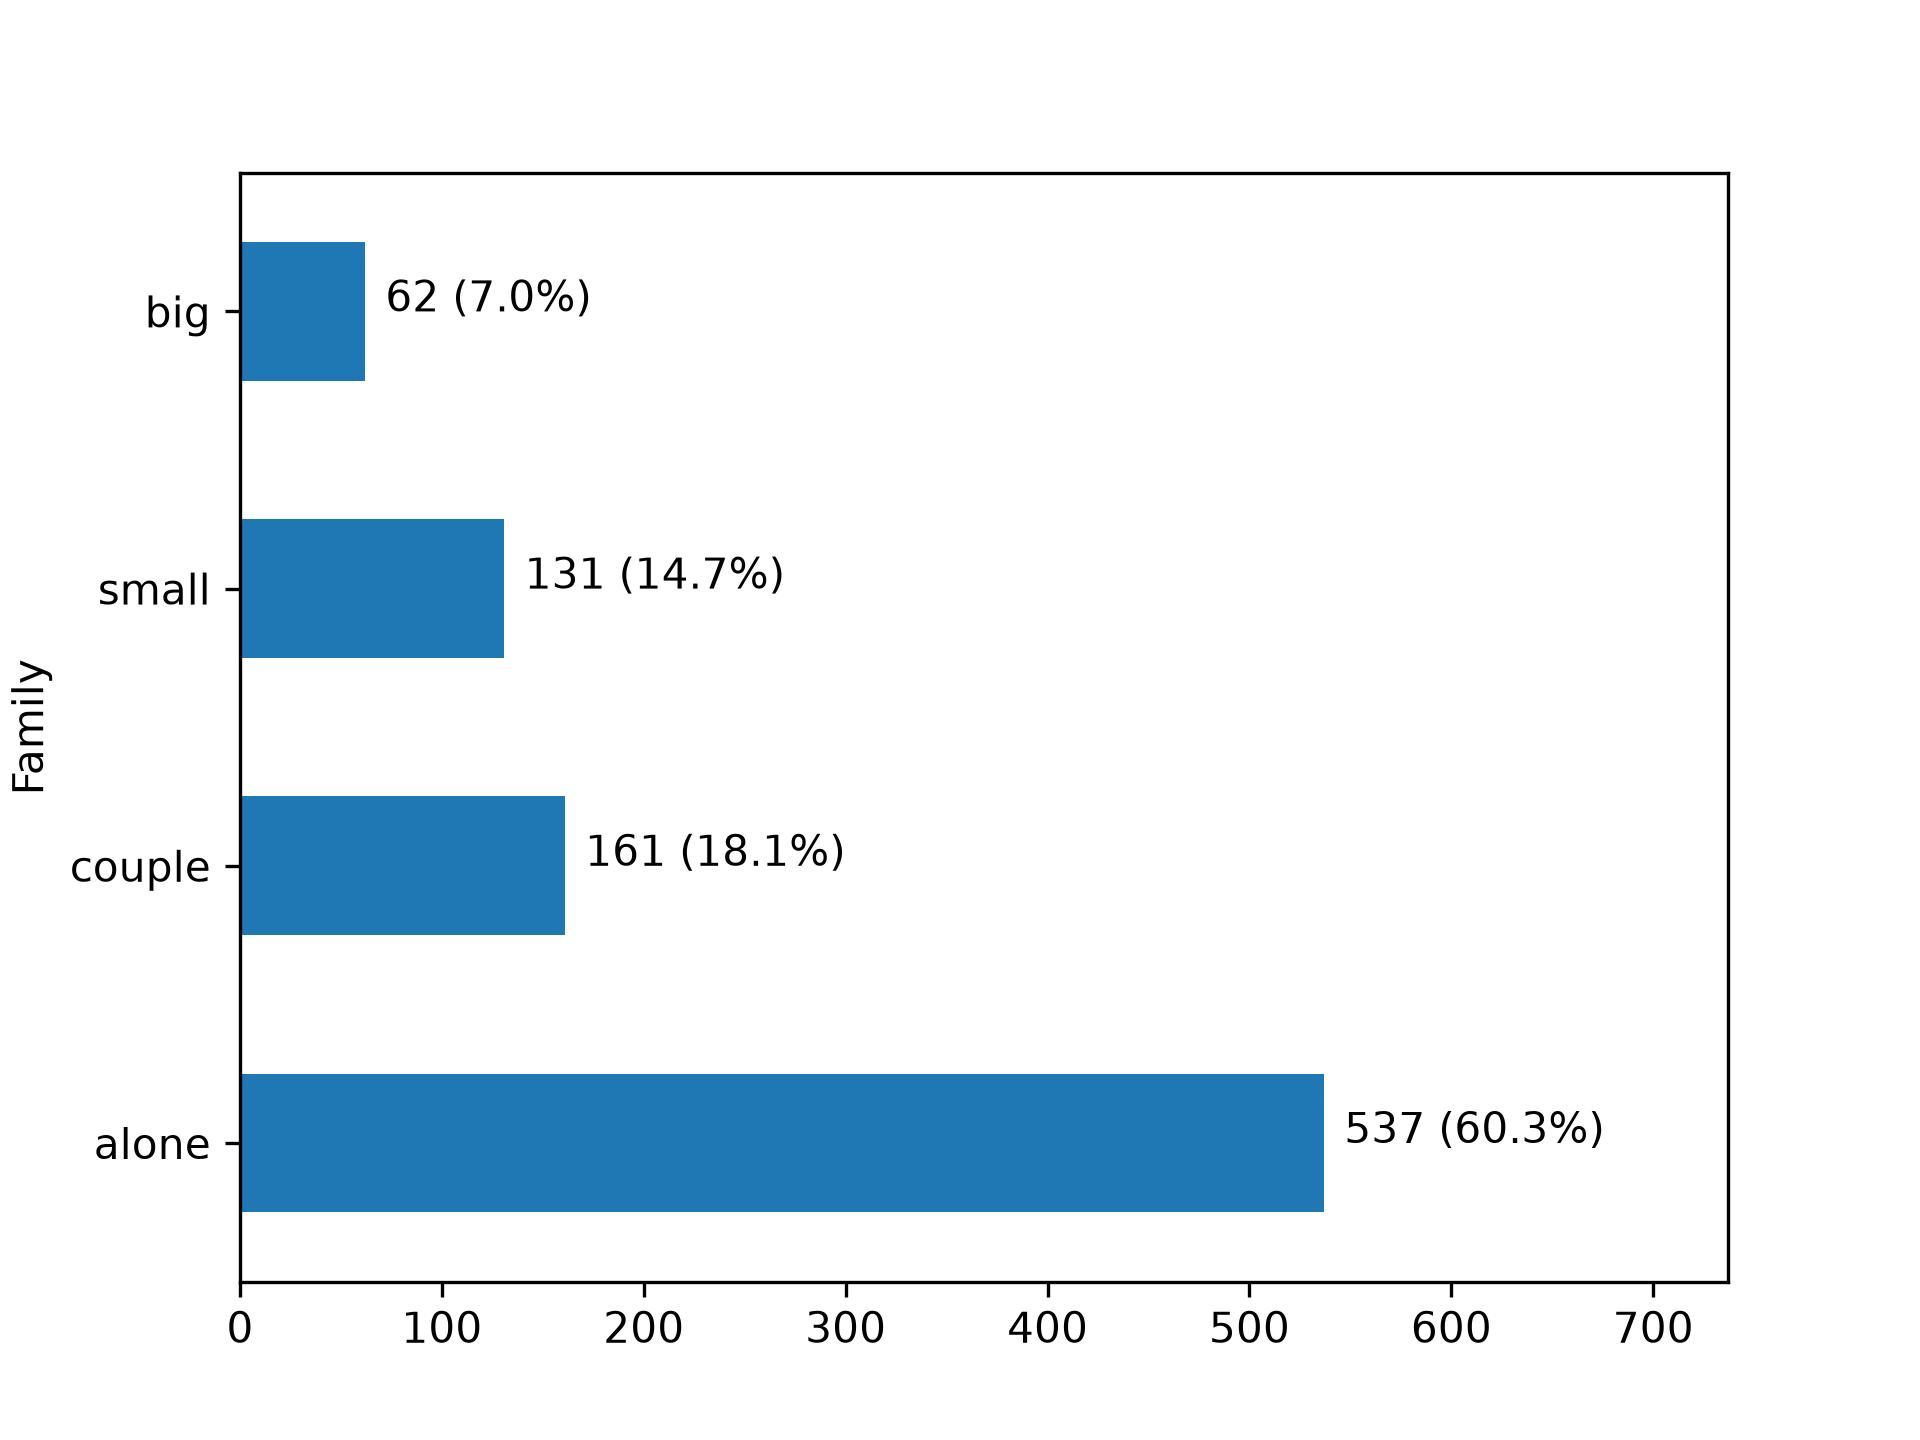 big
62 (7.0%)
small
131 (14.7%)
Family
couple
161 (18.1%)
alone
537 (60.3%)
0 100 200 300 400 500 600 700